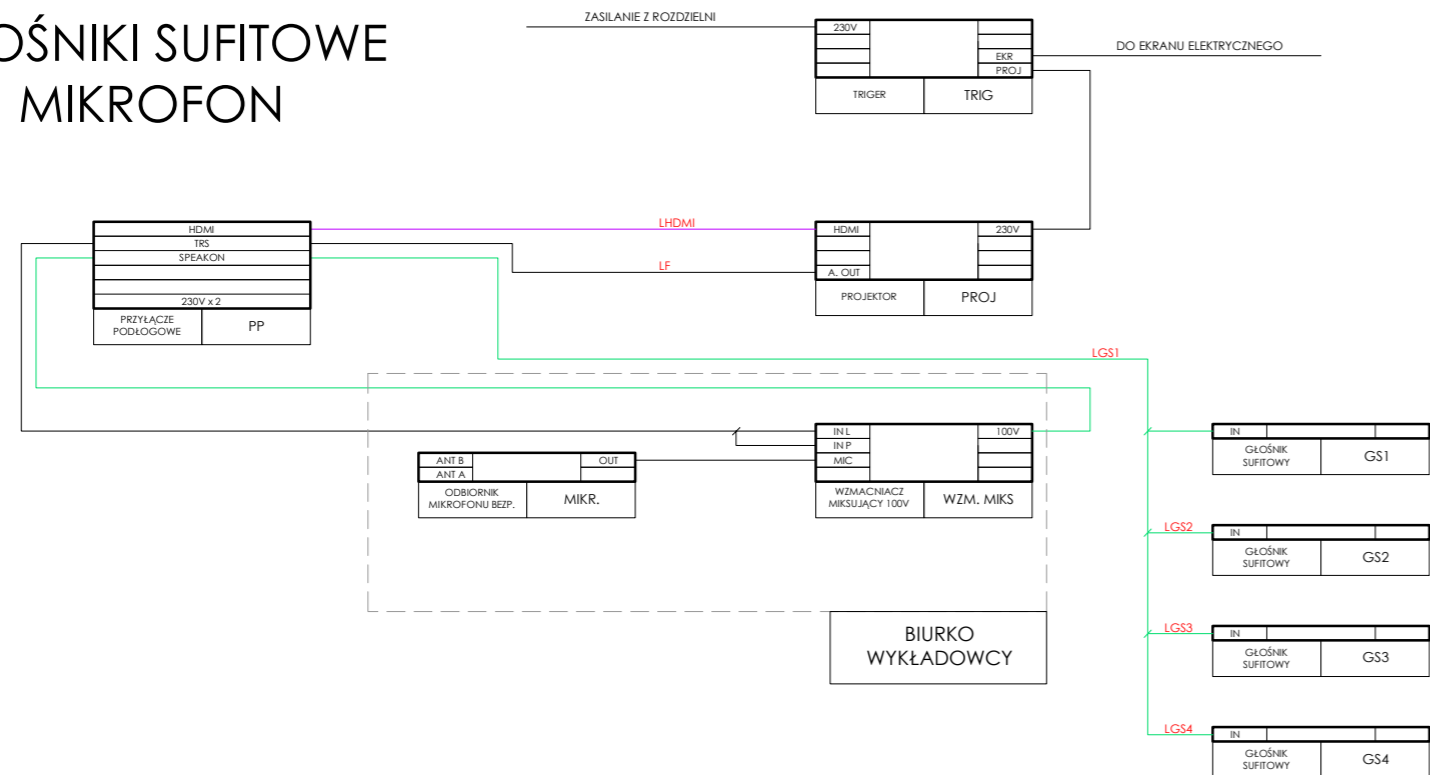 OŚNIKI SUFITOWE
MIKROFON
ZASILANIE Z ROZDZIELNI
230V
EKR
PROJ
TRIGER
TRIG
DO EKRANU ELEKTRYCZNEGO
HDMI
TRS
SPEAKON
230V x 2
PRZYŁĄCZE
PODŁOGOWE
PP
LHDMI
LF
HDMI
230V
A. OUT
PROJEKTOR
PROJ
LGS1
ANT B
OUT
ANT A
ODBIORNIK
MIKROFONU BEZP.
MIKR.
IN L
100V
IN P
MIC
WZMACNIACZ
MIKSUJĄCY 100V
WZM. MIKS
BIURKO
WYKŁADOWCY
IN
GŁOŚNIK
SUFITOWY
GS1
LGS2
IN
GŁOŚNIK
SUFITOWY
GS2
LGS3
IN
GŁOŚNIK
SUFITOWY
GS3
LGS4
IN
GŁOŚNIK
SUFITOWY
GS4